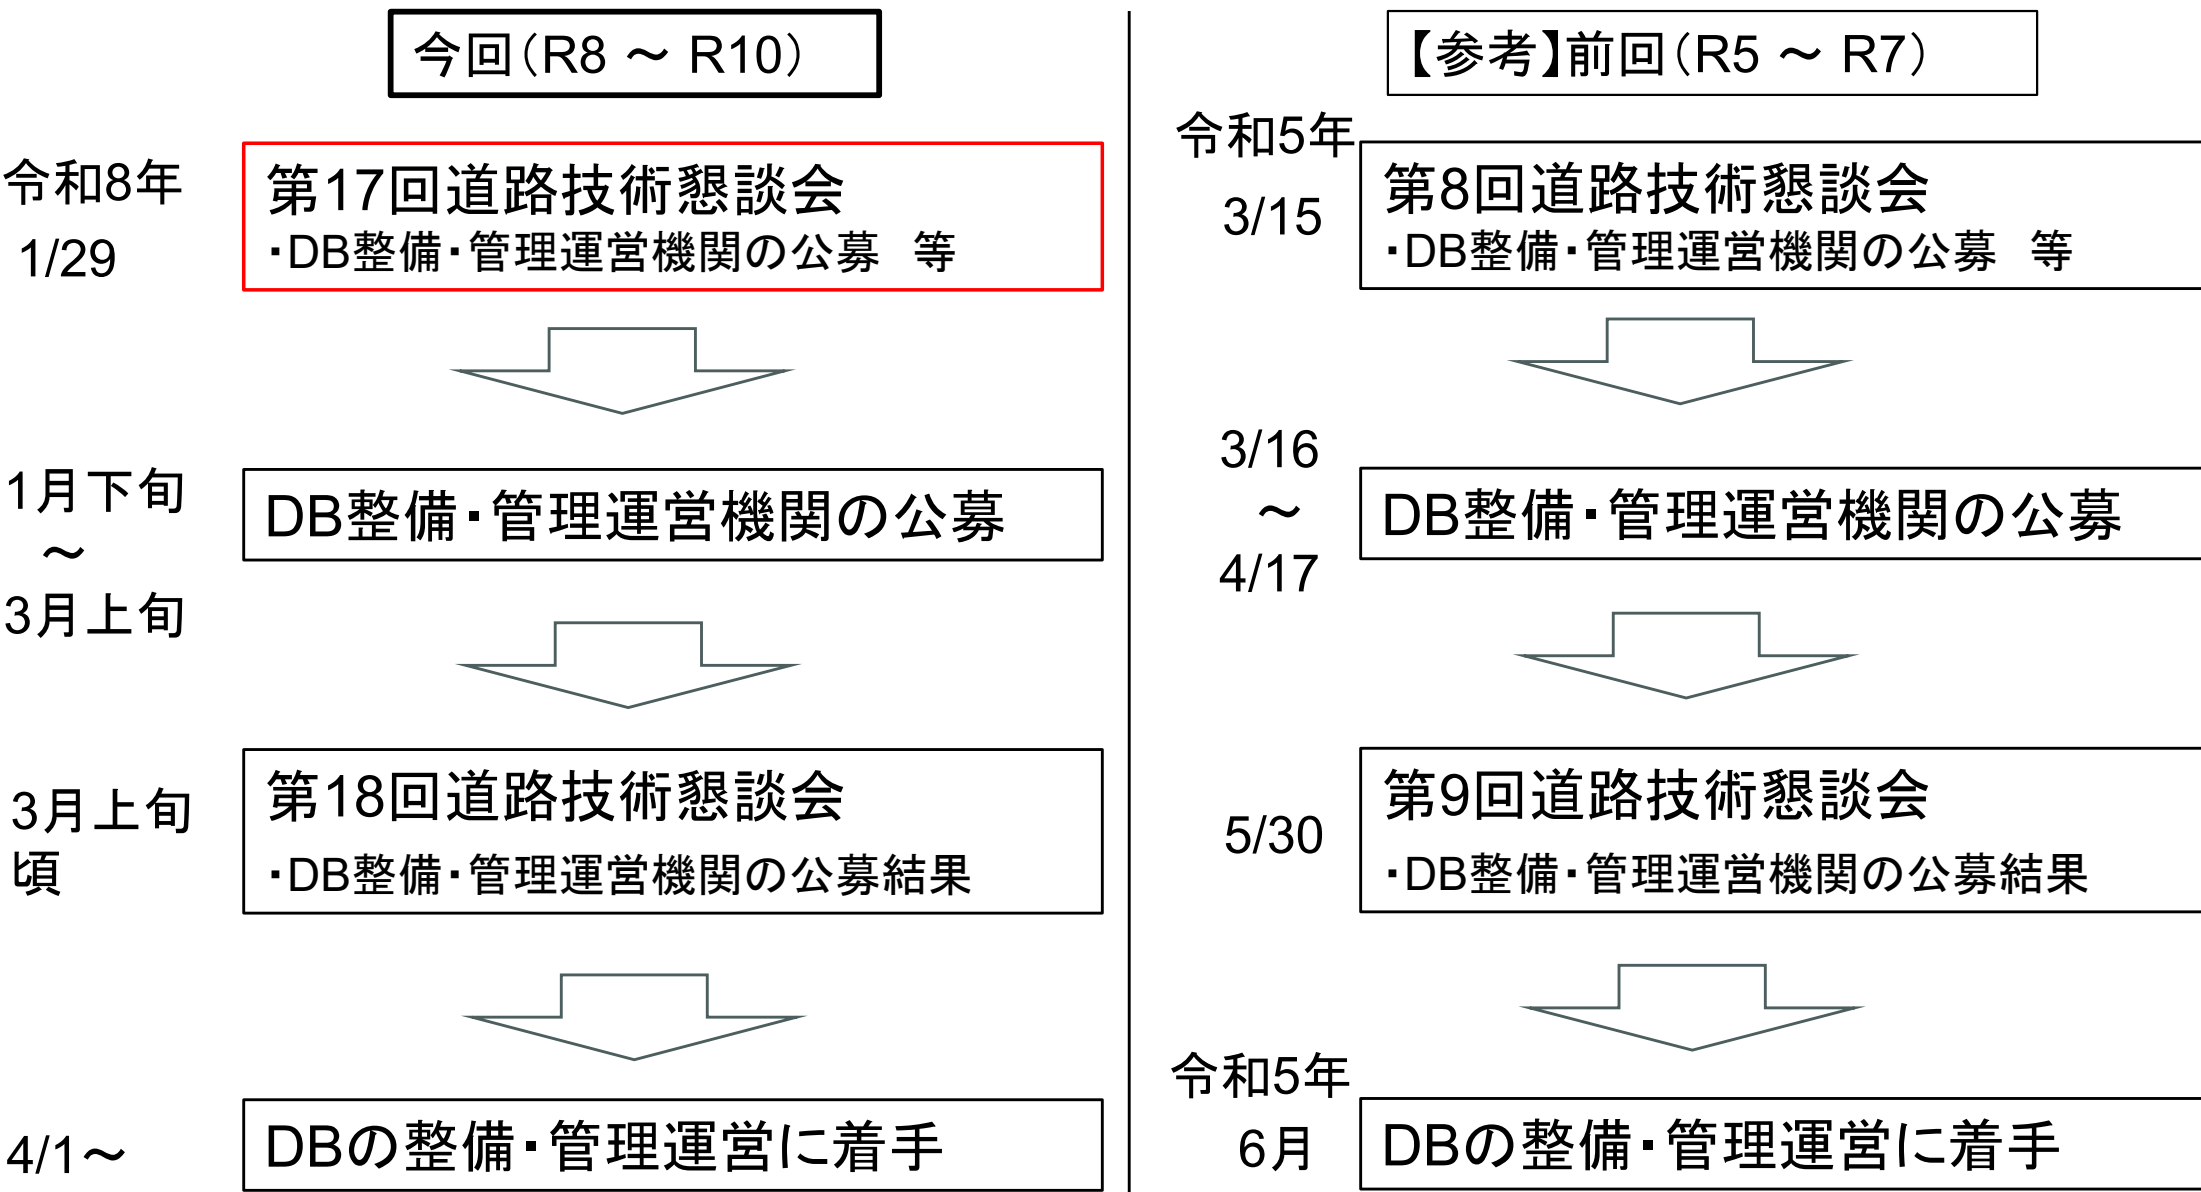 今回(R8 ～ R10)
令和8年
1/29
第17回道路技術懇談会
・DB整備・管理運営機関の公募　等
1月下旬
～
3月上旬
DB整備・管理運営機関の公募
3月上旬
頃
第18回道路技術懇談会
・DB整備・管理運営機関の公募結果
4/1～
DBの整備・管理運営に着手
【参考】前回(R5 ～ R7)
令和5年
3/15
第8回道路技術懇談会
・DB整備・管理運営機関の公募　等
3/16
～
4/17
DB整備・管理運営機関の公募
5/30
第9回道路技術懇談会
・DB整備・管理運営機関の公募結果
令和5年
6月
DBの整備・管理運営に着手